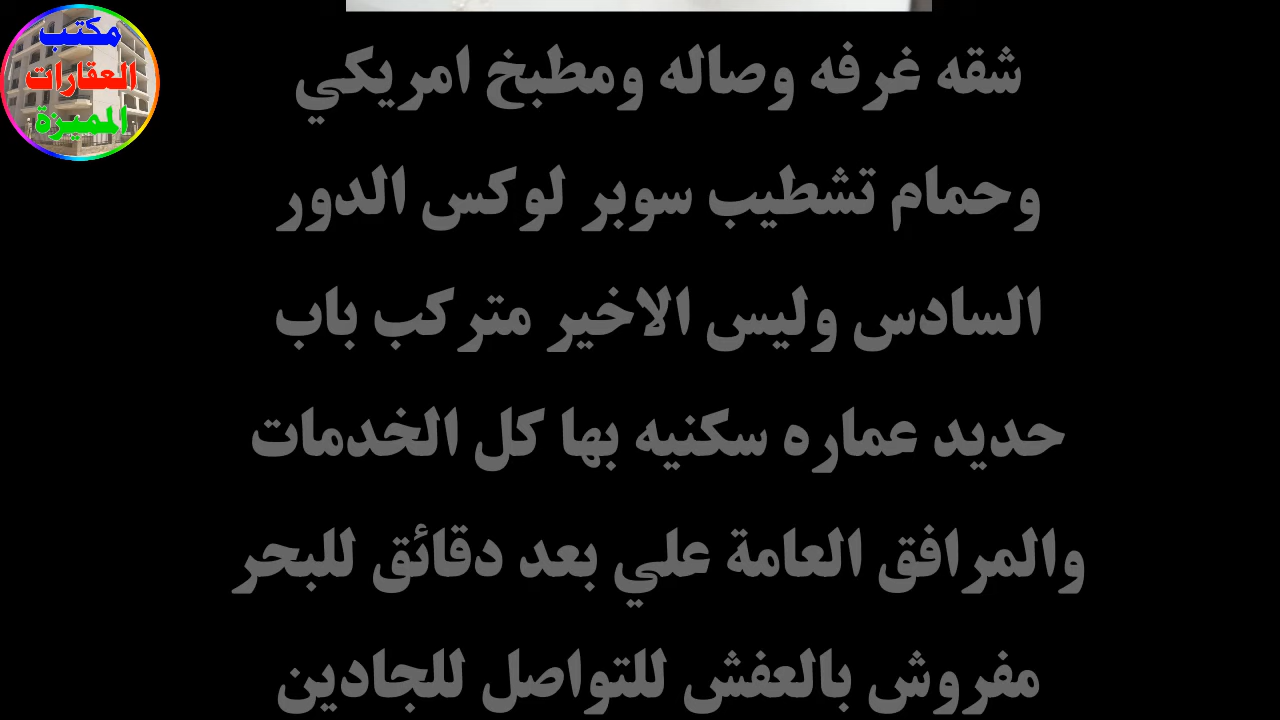 مكتب
العقارات
المميزة
شقه غرفه وصاله ومطبخ امريكي
وحمام تشطيب سوبر لوكس الدور
السادس وليس الاخير متركب باب
حديد عماره سكنيه بها كل الخدمات
والمرافق العامة علي بعد دقائق للبحر
مفروش بالعفش للتواصل للجادين